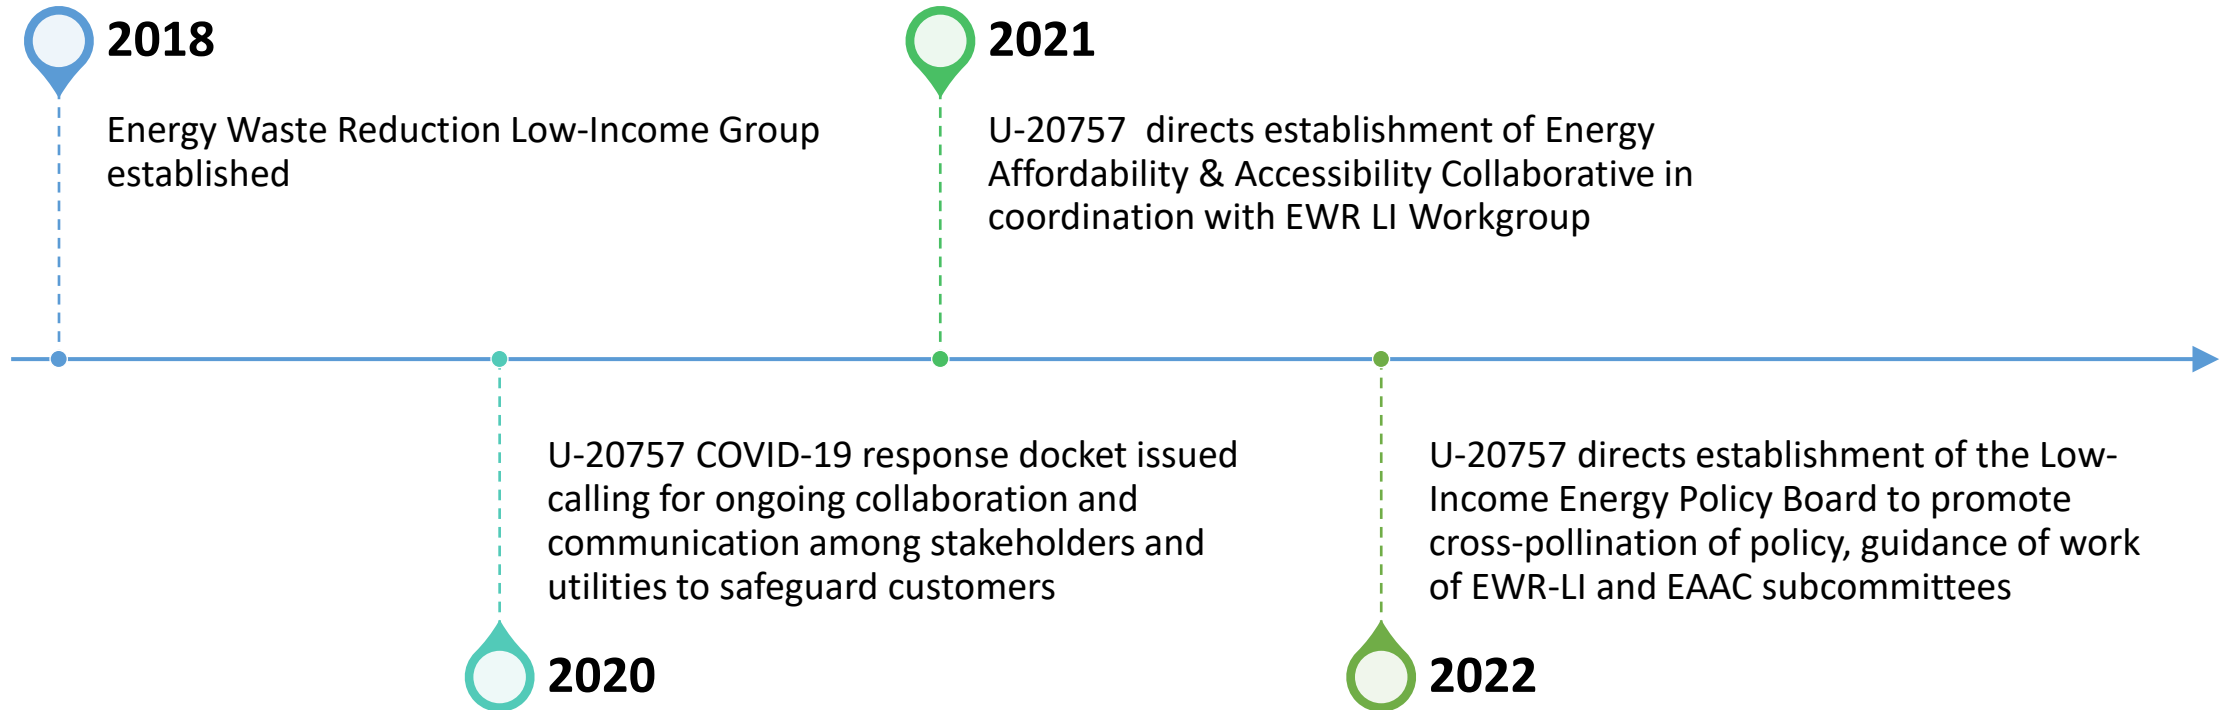 2018
Energy Waste Reduction Low-Income Group
established
2021
U-20757  directs establishment of Energy
Affordability & Accessibility Collaborative in
coordination with EWR LI Workgroup
U-20757 COVID-19 response docket issued
calling for ongoing collaboration and
communication among stakeholders and
utilities to safeguard customers
2020
U-20757 directs establishment of the Low-
Income Energy Policy Board to promote
cross-pollination of policy, guidance of work
of EWR-LI and EAAC subcommittees
2022